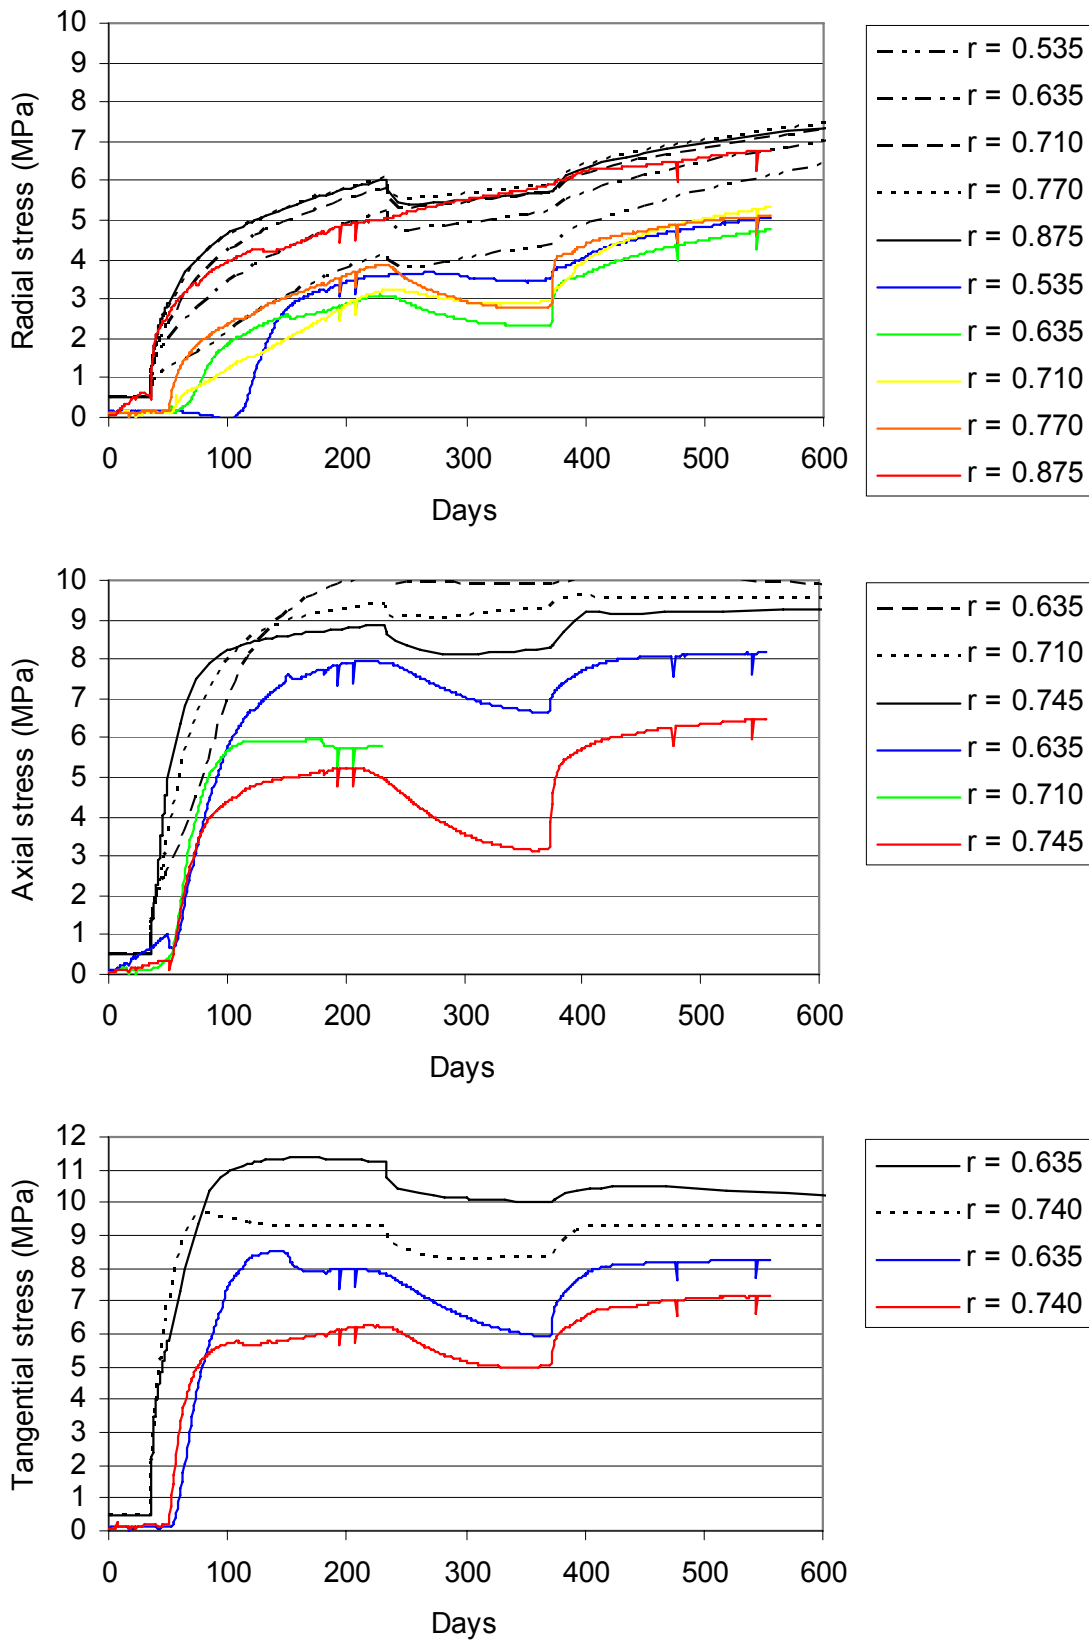 10
9
8
7
6
5
4
3
2
1
0
Radial stress (MPa)
0 100 200 300 400 500 600
Days
r = 0.535
r = 0.635
r = 0.710
r = 0.770
r = 0.875
r = 0.535
r = 0.635
r = 0.710
r = 0.770
r = 0.875
10
9
8
7
6
5
4
3
2
1
0
Axial stress (MPa)
0 100 200 300 400 500 600
Days
r = 0.635
r = 0.710
r = 0.745
r = 0.635
r = 0.710
r = 0.745
12
11
10
9
8
7
6
5
4
3
2
1
0
Tangential stress (MPa)
0 100 200 300 400 500 600
Days
r = 0.635
r = 0.740
r = 0.635
r = 0.740